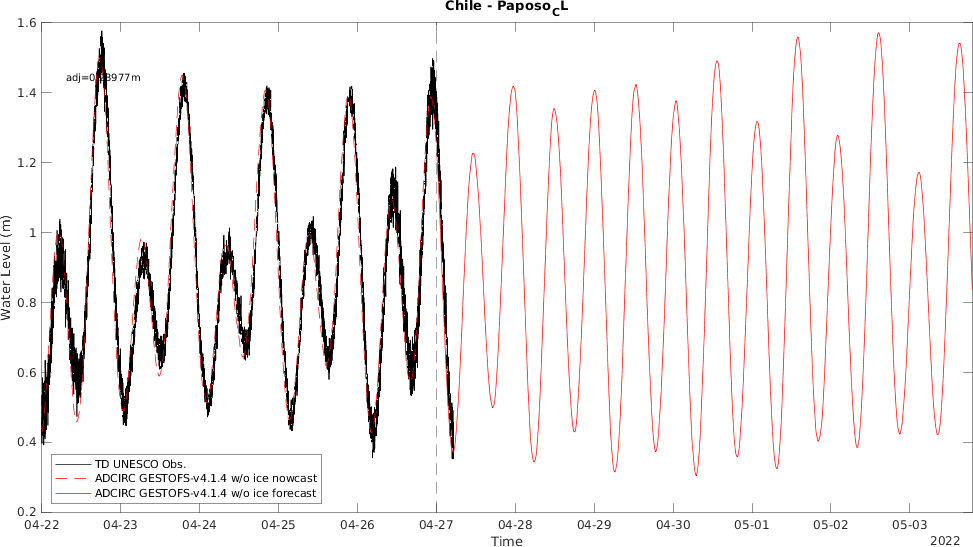 Chile - Paposo_CL
1.6
1.4
1.2
1
0.8
0.6
0.4
0.2
Water Level (m)
TD UNESCO Obs.
ADCIRC GESTOFS-v4.1.4 w/o ice nowcast
ADCIRC GESTOFS-v4.1.4 w/o ice forecast
04-22 04-23 04-24 04-25 04-26 04-27 04-28 04-29 04-30 05-01 05-02 05-03
Time
2022